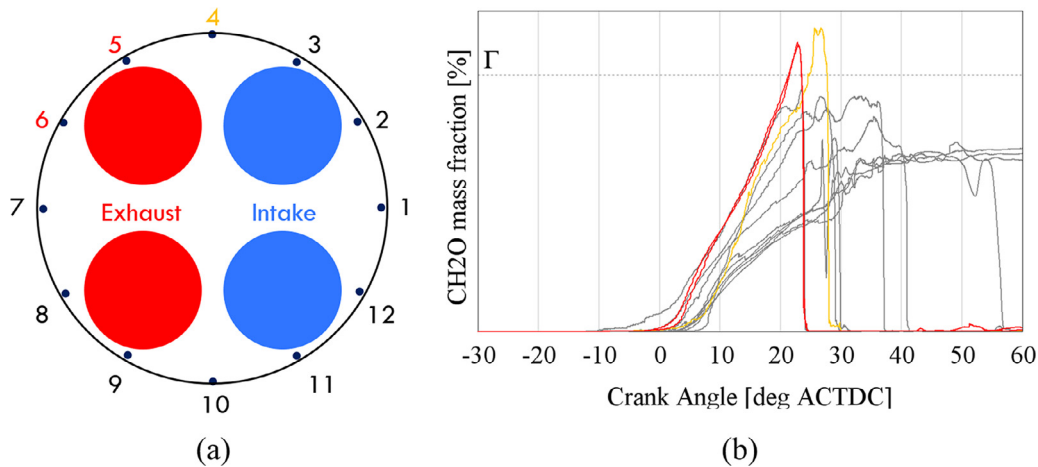 4
5
3
6
2
7
Exhaust
Intake
1
8
12
9
11
10
(a)
CH2O mass fraction [%]
Γ
-30 -20 -10 0 10 20 30 40 50 60
Crank Angle [deg ACTDC]
(b)